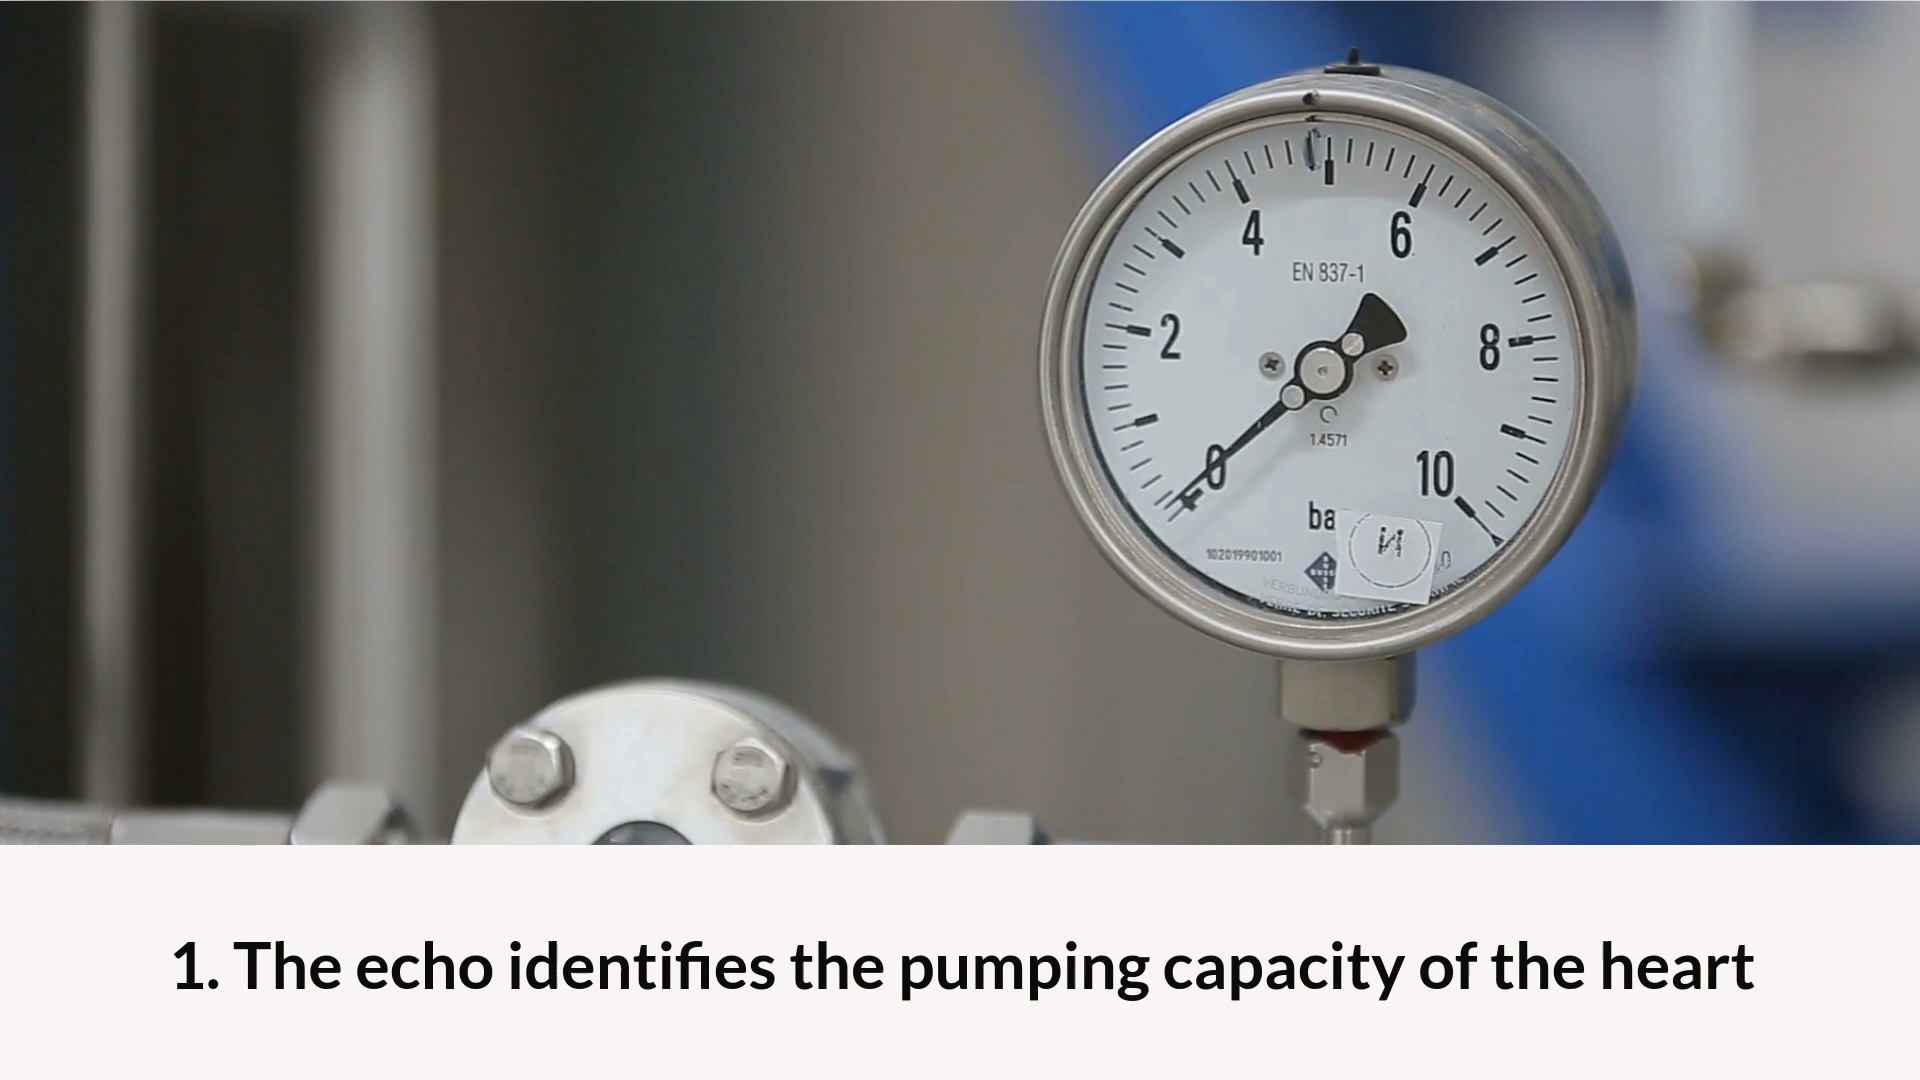 4
6
EN 837-1
2
8
0
1.4571
10
ba
102019901001
1. The echo identifies the pumping capacity of the heart